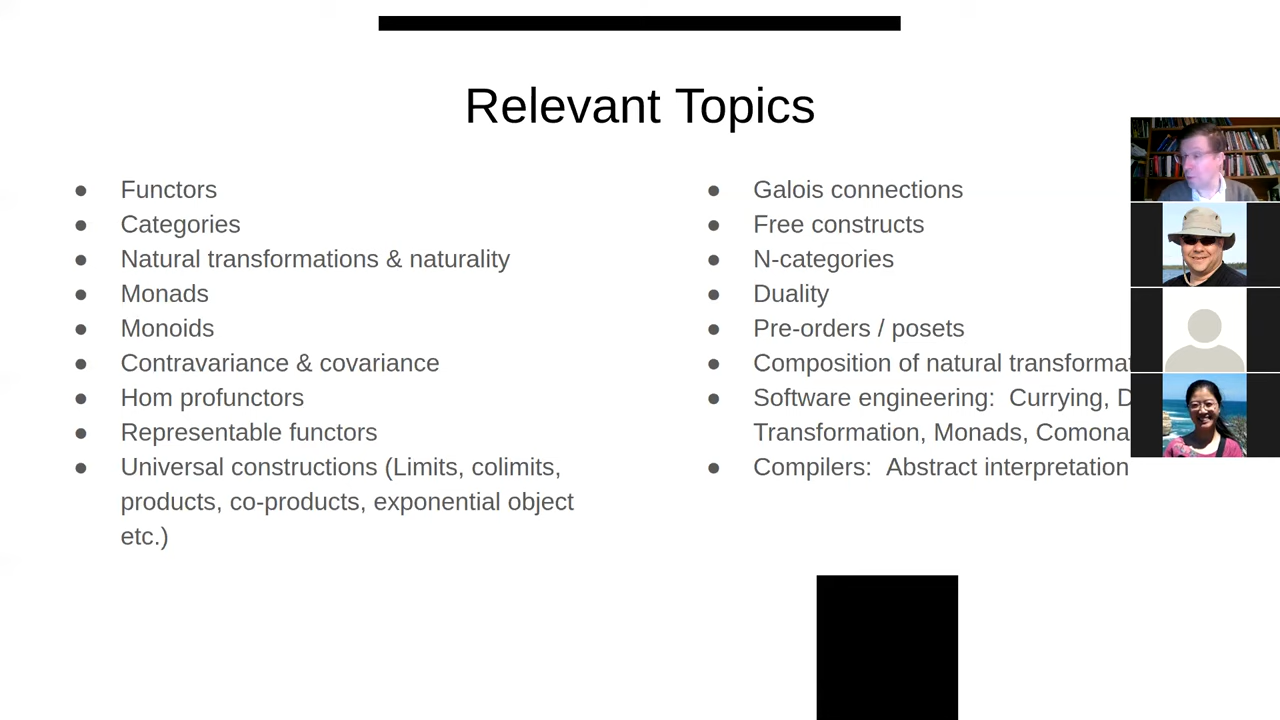 Relevant Topics
● Functors
● Categories
● Natural transformations & naturality
● Monads
● Monoids
● Contravariance & covariance
● Hom profunctors
● Representable functors
● Universal constructions (Limits, colimits,
products, co-products, exponential object
etc.)
● Galois connections
● Free constructs
● N-categories
● Duality
● Pre-orders / posets
● Composition of natural
● Software engineering:  Currying,
Transformation, Monads,
● Compilers:  Abstract interpretation